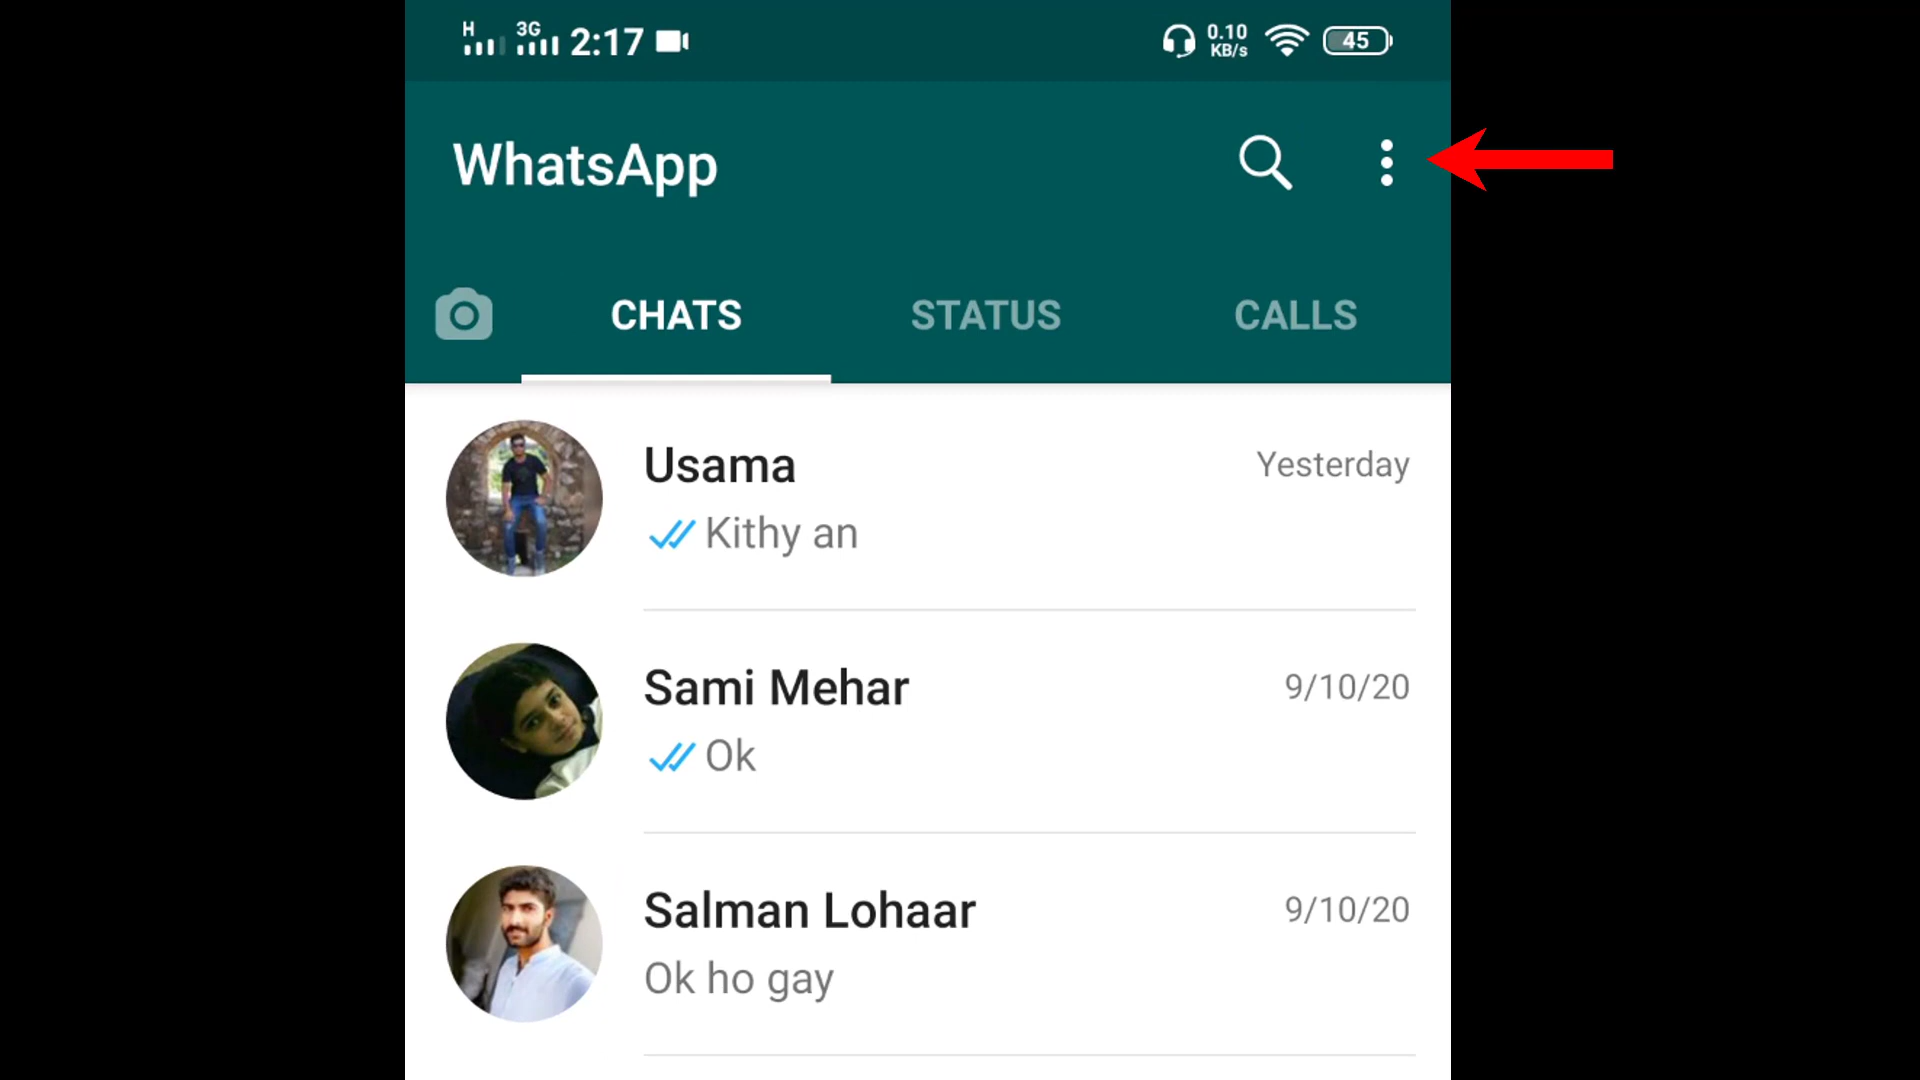 H 3G 2:17 0.10 KB/s 45
WhatsApp
CHATS STATUS CALLS
Usama Yesterday
Kithy an
Sami Mehar 9/10/20
Ok
Salman Lohaar 9/10/20
Ok ho gay